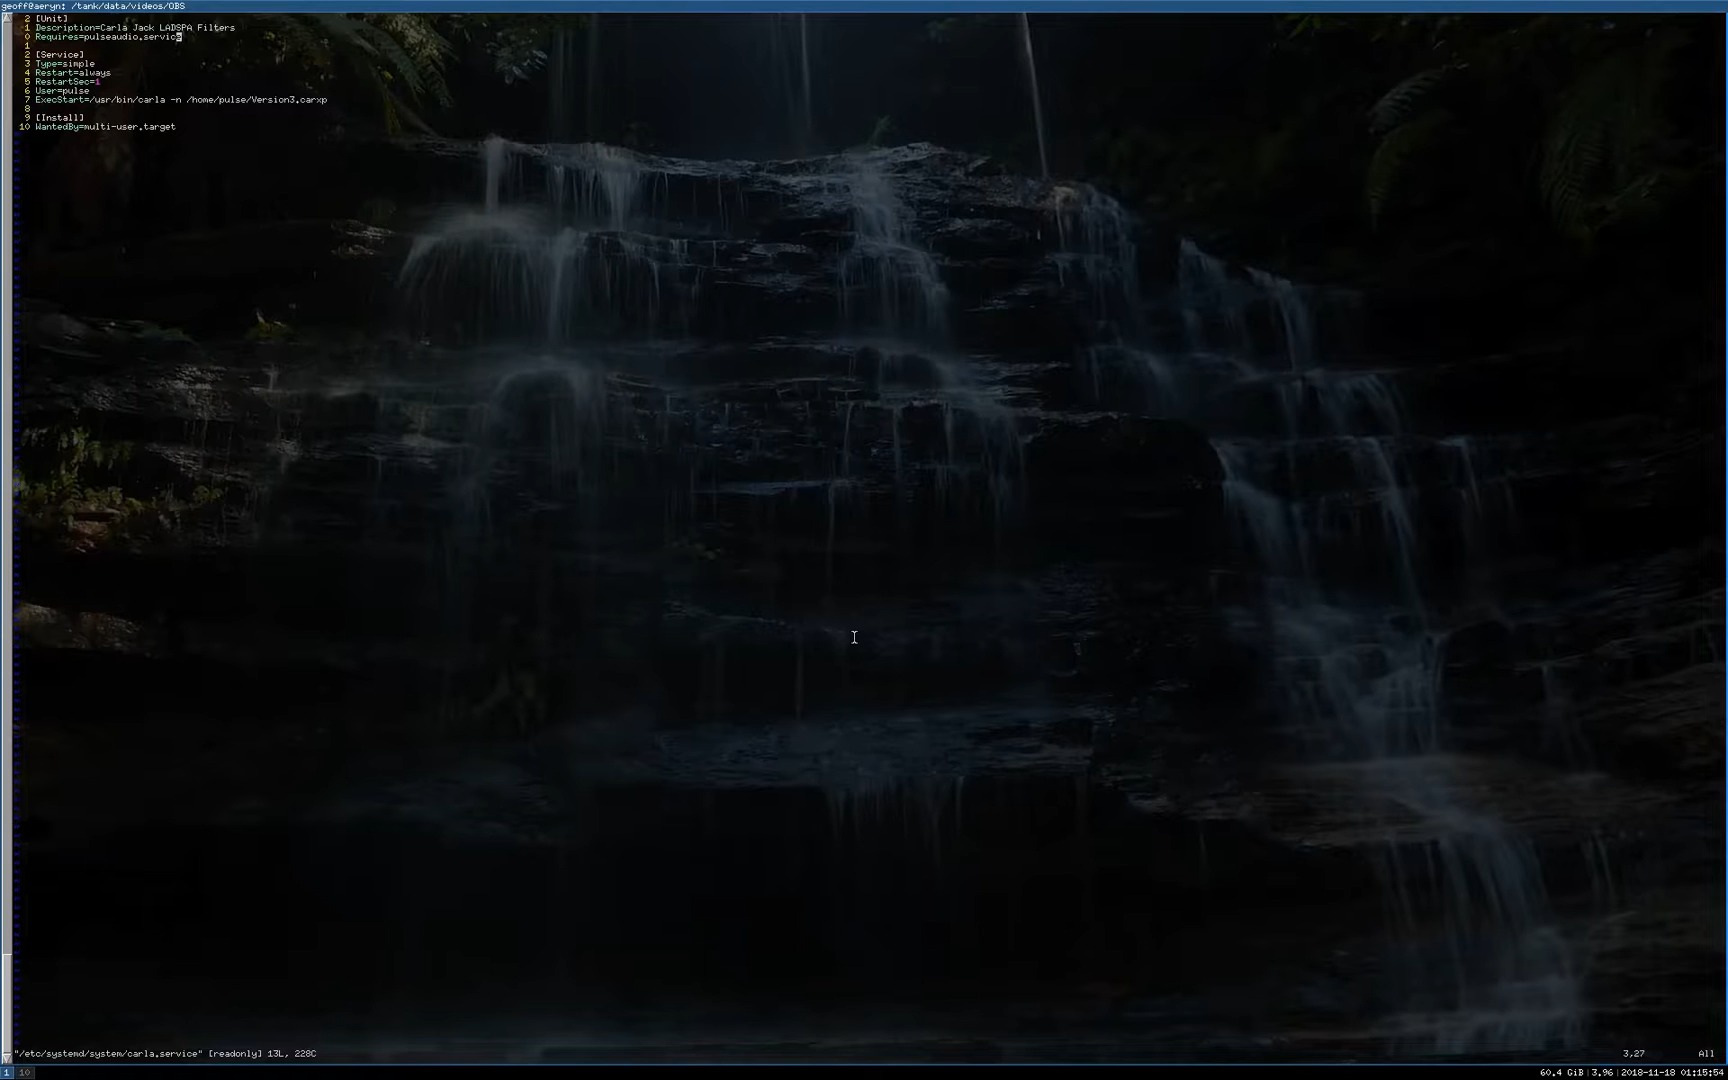 geoff@aeryn: /tank/data/videos/OBS
2 [Unit]
1 Description=Carla Jack LADSPA Filters
0 Requires=pulseaudio.service
1
2 [Service]
3 Type=simple
4 Restart=always
5 RestartSec=1
6 User=pulse
7 ExecStart=/usr/bin/carla -n /home/pulse/Version3.carxp
8
9 [Install]
10 WantedBy=multi-user.target
"/etc/systemd/system/carla.service" [readonly] 13L, 228C 3,27 All
1 10 60.4 GiB|3.96|2018-11-18 01:15:54